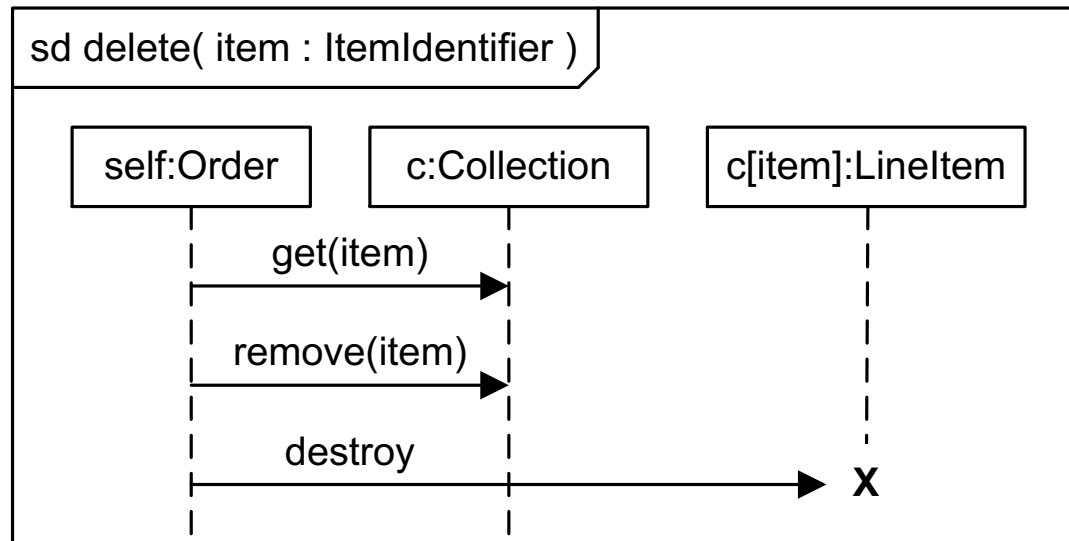 sd delete( item : ItemIdentifier )
self:Order
c:Collection
c[item]:LineItem
get(item)
remove(item)
destroy
X